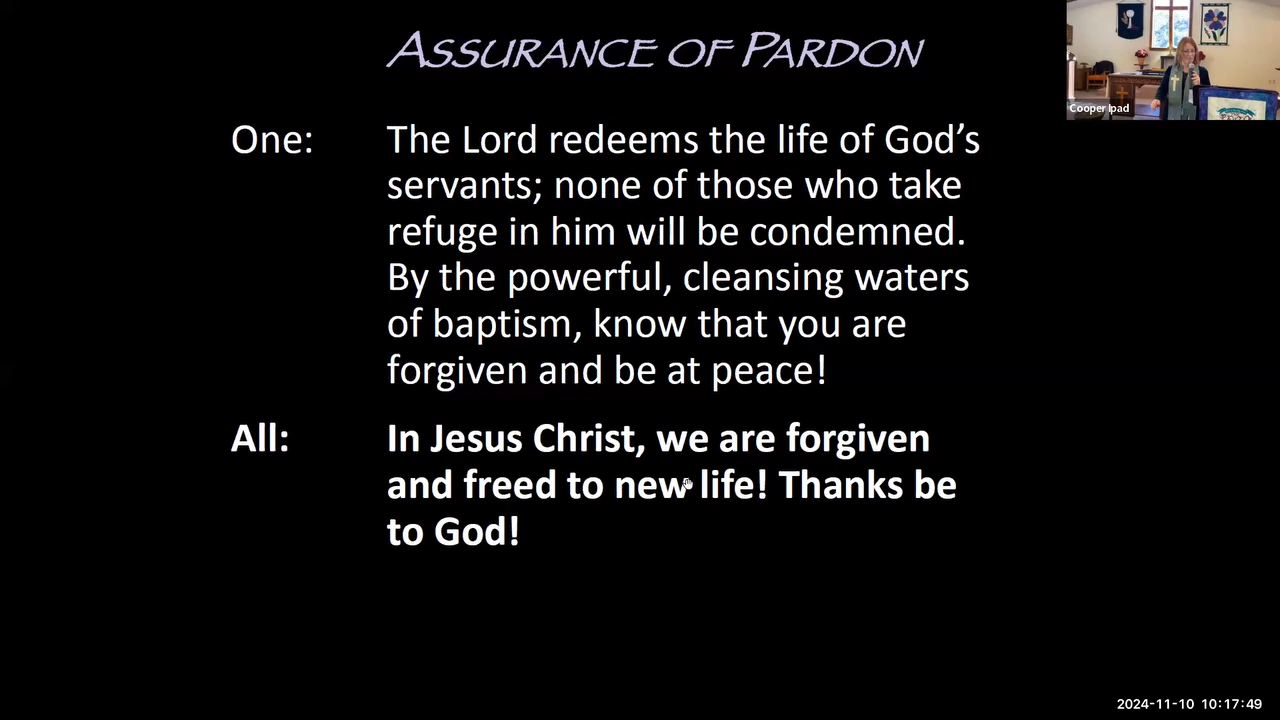 ASSURANCE OF PARDON
One: The Lord redeems the life of God’s
servants; none of those who take
refuge in him will be condemned.
By the powerful, cleansing waters
of baptism, know that you are
forgiven and be at peace!
All: In Jesus Christ, we are forgiven
and freed to new life! Thanks be
to God!
Cooper Ipad
2024-11-10 10:17:49